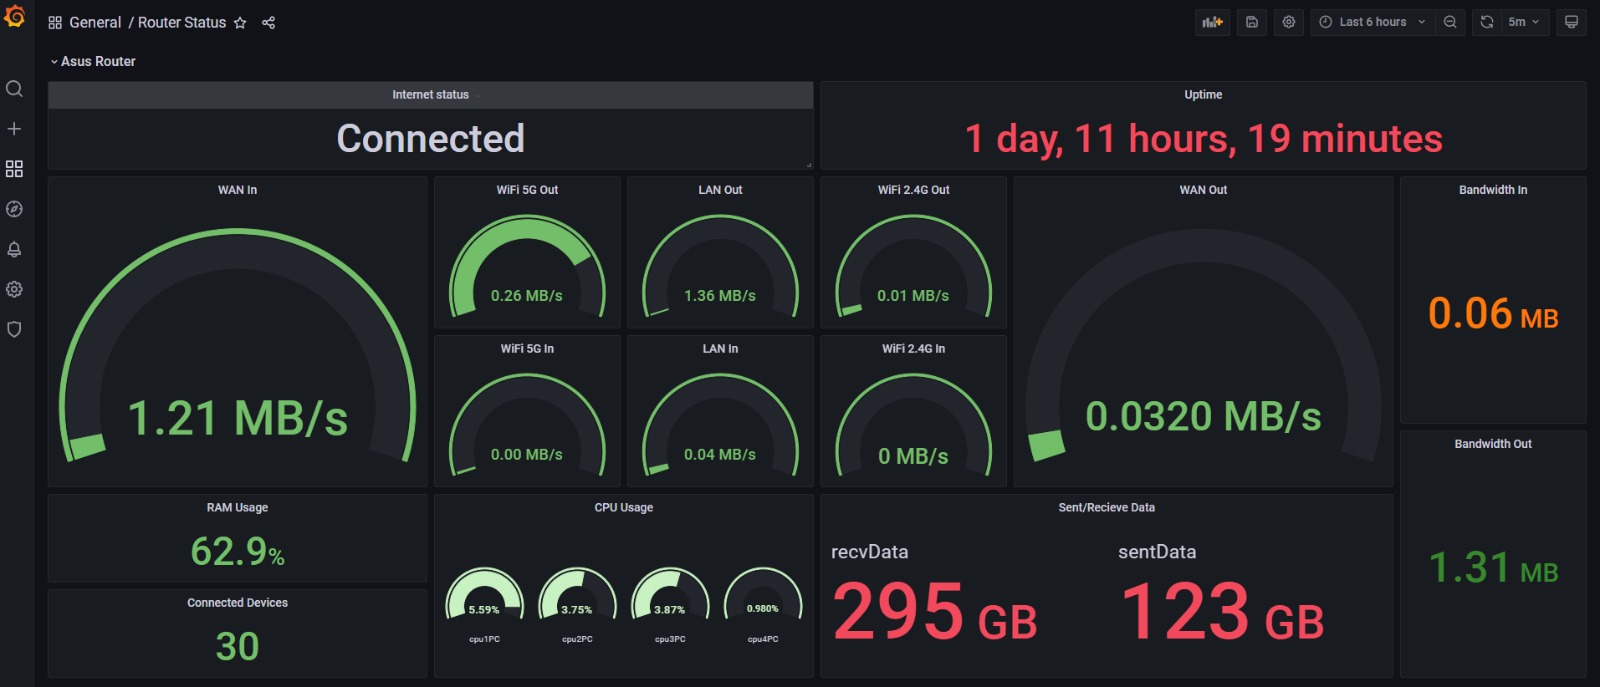 General / Router Status
Last 6 hours
5m
Asus Router
Internet status
Connected
Uptime
1 day, 11 hours, 19 minutes
WAN In
1.21 MB/s
WiFi 5G Out
0.26 MB/s
LAN Out
1.36 MB/s
WiFi 2.4G Out
0.01 MB/s
WiFi 5G In
0.00 MB/s
LAN In
0.04 MB/s
WiFi 2.4G In
0 MB/s
WAN Out
0.0320 MB/s
Bandwidth In
0.06 MB
Bandwidth Out
1.31 MB
RAM Usage
62.9%
Connected Devices
30
CPU Usage
5.59%
cpu1PC
3.75%
cpu2PC
3.87%
cpu3PC
0.980%
cpu4PC
Sent/Recieve Data
recvData
295 GB
sentData
123 GB